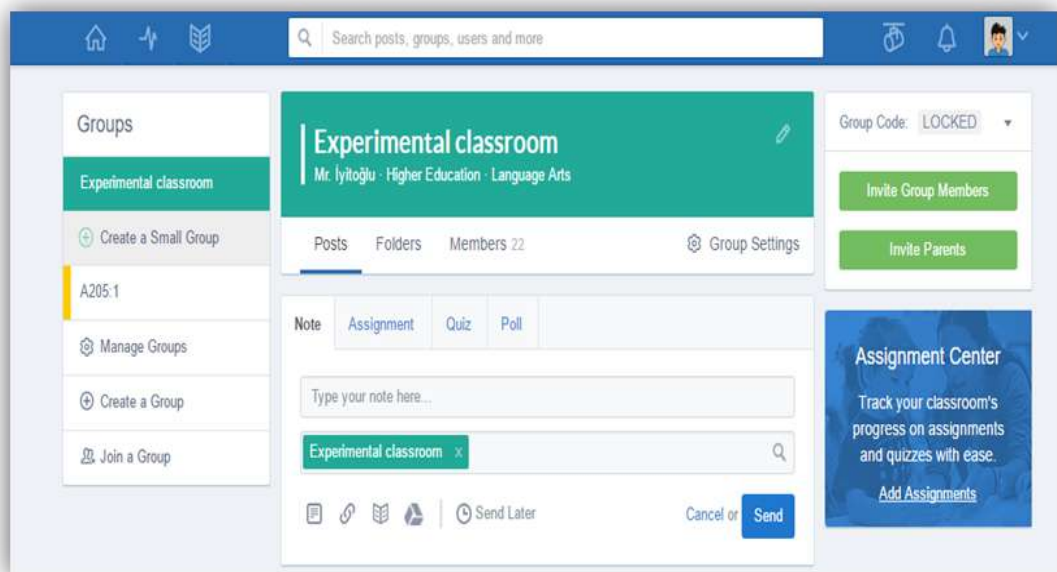 Search posts, groups, users and more
Groups
Experimental classroom
Create a Small Group
A205:1
Manage Groups
Create a Group
Join a Group
Experimental classroom
Mr. İyitoğlu · Higher Education · Language Arts
Posts Folders Members 22 Group Settings
Note Assignment Quiz Poll
Type your note here...
Experimental classroom x
Send Later Cancel or Send
Group Code: LOCKED
Invite Group Members
Invite Parents
Assignment Center
Track your classroom's
progress on assignments
and quizzes with ease.
Add Assignments